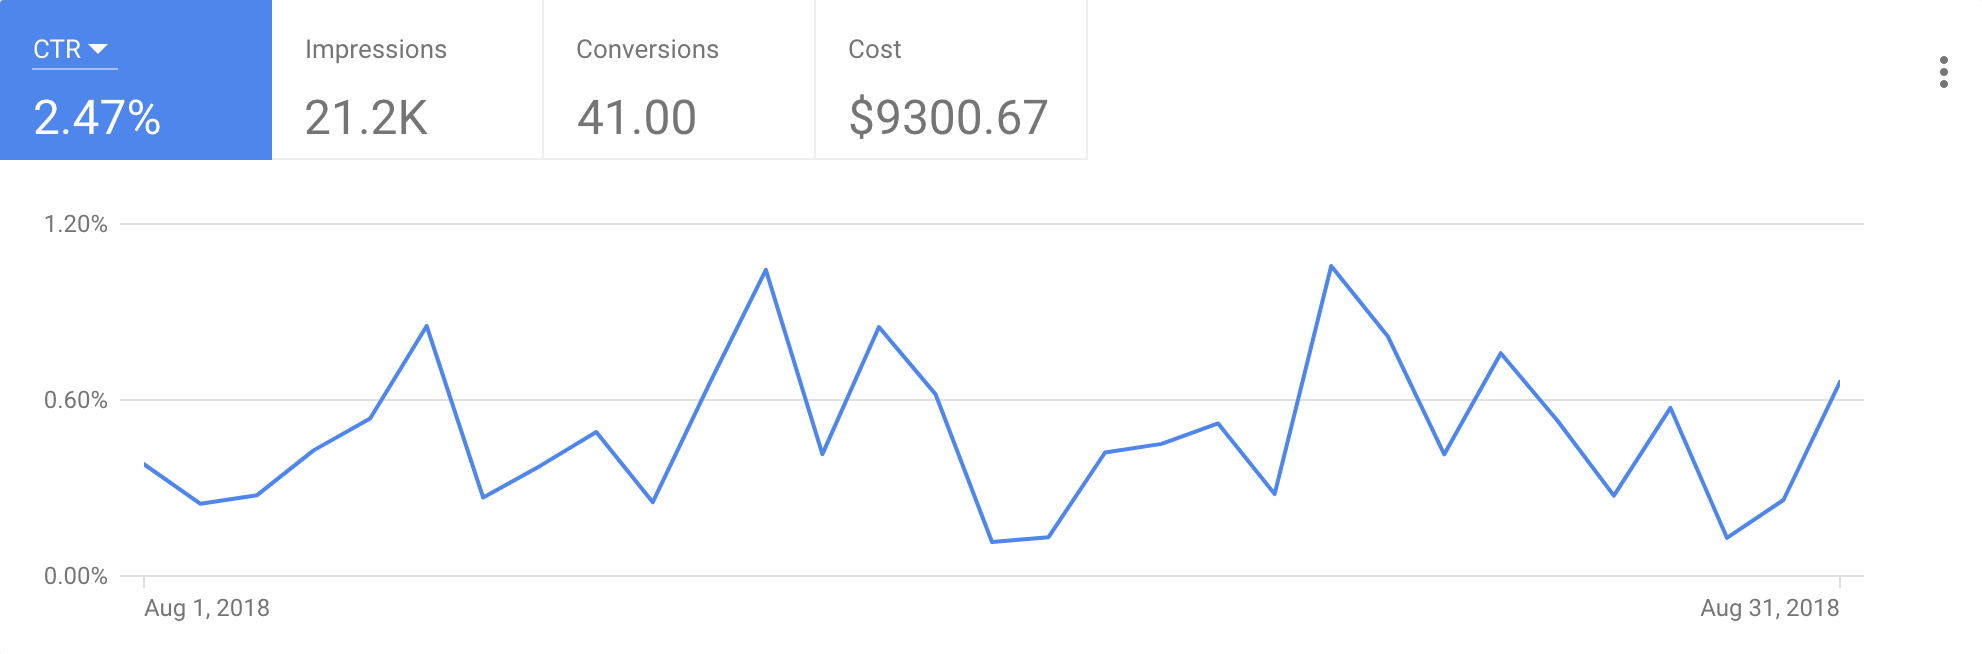 CTR Impressions Conversions Cost
2.47% 21.2K 41.00 $9300.67
1.20%
0.60%
0.00%
Aug 1, 2018 Aug 31, 2018